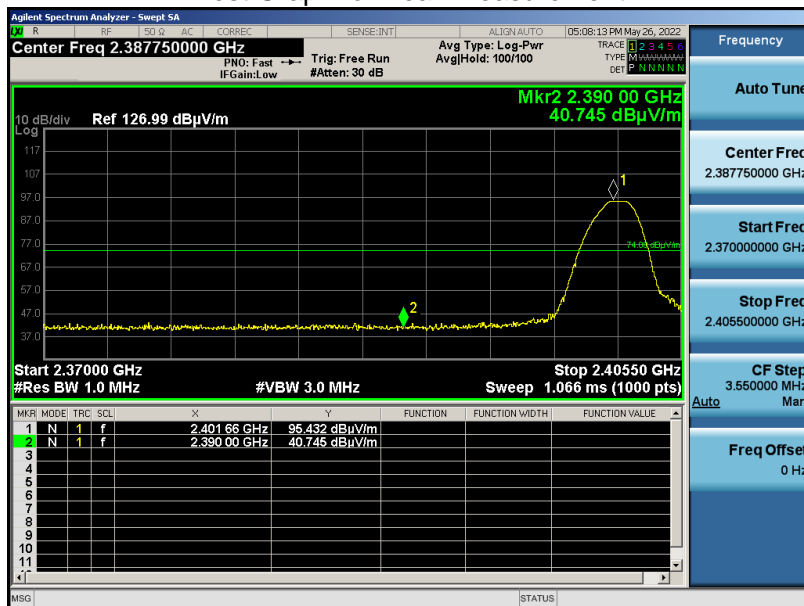 Agilent Spectrum Analyzer - Swept SA
LXI R RF 50 Ω AC CORREC SENSE:INT ALIGN AUTO 05:08:13 PM May 26, 2022
Center Freq 2.387750000 GHz
PNO: Fast
IFGain:Low
Trig: Free Run
#Atten: 30 dB
Avg Type: Log-Pwr
Avg|Hold: 100/100
TRACE 1 2 3 4 5 6
TYPE M
DET P N N N N N
Mkr2 2.390 00 GHz
40.745 dBµV/m
10 dB/div Ref 126.99 dBµV/m
Log
117
107
97.0
87.0
77.0
67.0
57.0
47.0
37.0
1
74.00 dBµV/m
2
Start 2.37000 GHz Stop 2.40550 GHz
#Res BW 1.0 MHz #VBW 3.0 MHz Sweep 1.066 ms (1000 pts)
MKR MODE TRC SCL X Y FUNCTION FUNCTION WIDTH FUNCTION VALUE
1 N 1 f 2.401 66 GHz 95.432 dBµV/m
2 N 1 f 2.390 00 GHz 40.745 dBµV/m
3
4
5
6
7
8
9
10
11
MSG STATUS
Frequency
Auto Tune
Center Freq
2.387750000 GHz
Start Freq
2.370000000 GHz
Stop Freq
2.405500000 GHz
CF Step
3.550000 MHz
Auto Man
Freq Offset
0 Hz